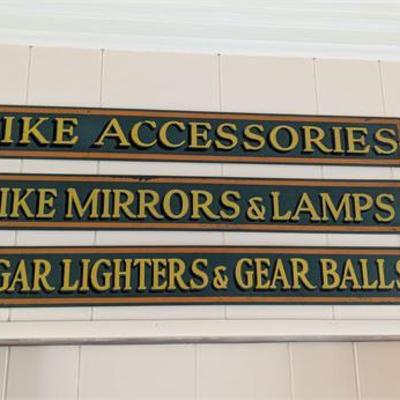 IKE ACCESSORIES
IKE MIRRORS & LAMPS
GAR LIGHTERS & GEAR BALLS